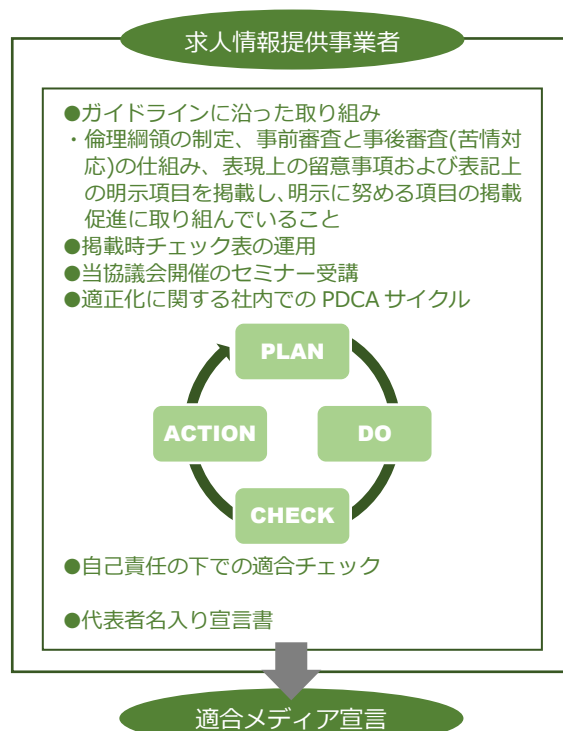 求人情報提供事業者
●ガイドラインに沿った取り組み
・倫理綱領の制定、事前審査と事後審査(苦情対
応)の仕組み、表現上の留意事項および表記上
の明示項目を掲載し、明示に努める項目の掲載
促進に取り組んでいること
●掲載時チェック表の運用
●当協議会開催のセミナー受講
●適正化に関する社内での PDCA サイクル
PLAN
ACTION
DO
CHECK
●自己責任の下での適合チェック
●代表者名入り宣言書
適合メディア宣言